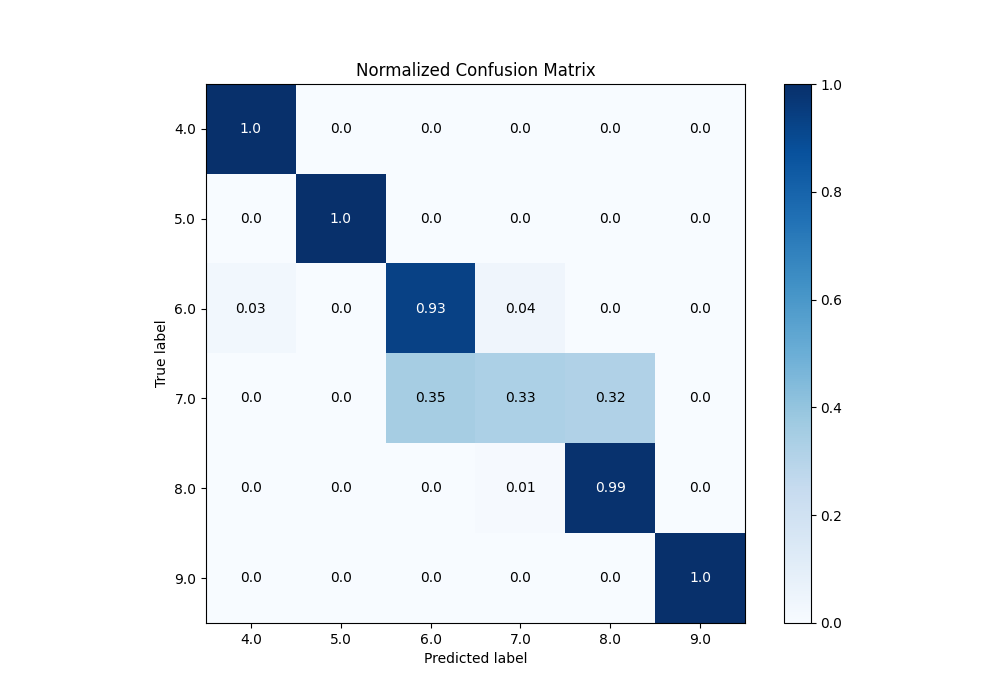 Normalized Confusion Matrix
True label
4.0 1.0 0.0 0.0 0.0 0.0 0.0
5.0 0.0 1.0 0.0 0.0 0.0 0.0
6.0 0.03 0.0 0.93 0.04 0.0 0.0
7.0 0.0 0.0 0.35 0.33 0.32 0.0
8.0 0.0 0.0 0.0 0.01 0.99 0.0
9.0 0.0 0.0 0.0 0.0 0.0 1.0
4.0 5.0 6.0 7.0 8.0 9.0
Predicted label
1.0
0.8
0.6
0.4
0.2
0.0